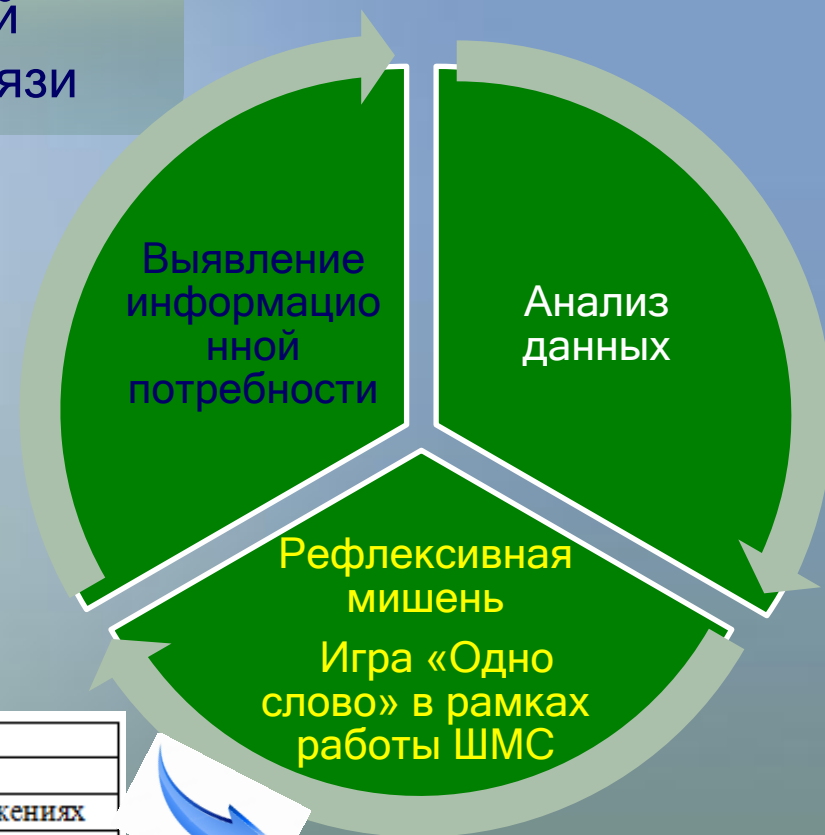 язи
Выявление
информацио
нной
потребности
Анализ
данных
Рефлексивная
мишень
Игра «Одно
слово» в рамках
работы ШМС
жениях